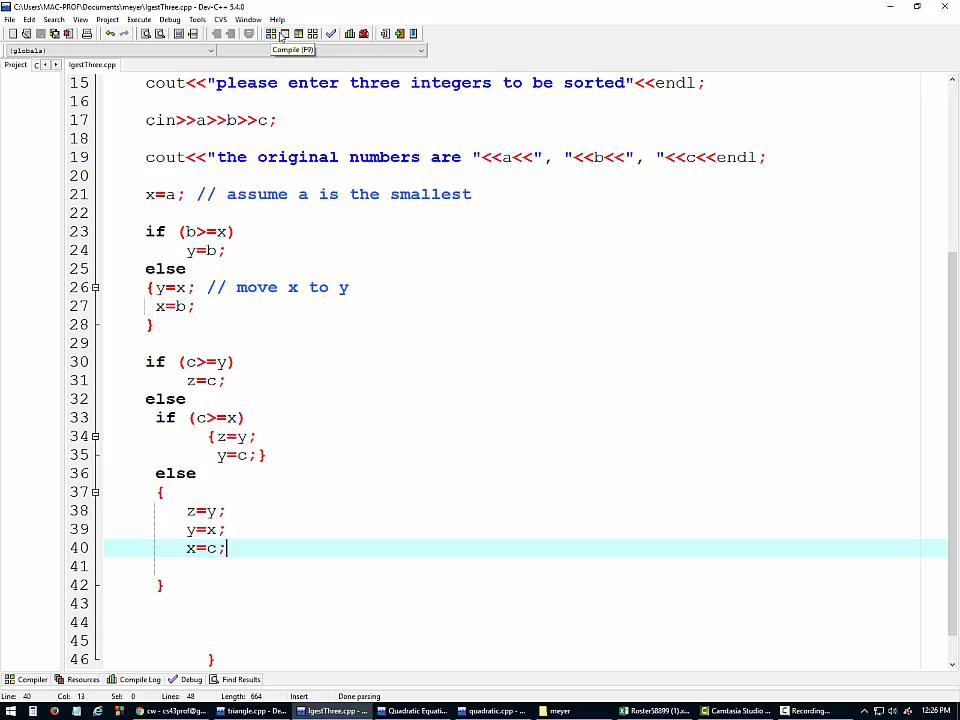 C:\Users\MAC-PROF\Documents\meyer\lgestThree.cpp - Dev-C++ 5.4.0
File Edit Search View Project Execute Debug Tools CVS Window Help
Compile (F9)
(globals)
Project C lgestThree.cpp
15 cout<<"please enter three integers to be sorted"<<endl;
16
17 cin>>a>>b>>c;
18
19 cout<<"the original numbers are "<<a<<", "<<b<<", "<<c<<endl;
20
21 x=a; // assume a is the smallest
22
23 if (b>=x)
24 y=b;
25 else
26 {y=x; // move x to y
27 x=b;
28 }
29
30 if (c>=y)
31 z=c;
32 else
33 if (c>=x)
34 {z=y;
35 y=c;}
36 else
37 {
38 z=y;
39 y=x;
40 x=c;
41
42 }
43
44
45
46 }
Compiler Resources Compile Log Debug Find Results
Line: 40 Col: 13 Sel: 0 Lines: 48 Length: 664 Insert Done parsing
cw - cs43prof@g... triangle.cpp - De... lgestThree.cpp - ... Quadratic Equati... quadratic.cpp - ... meyer Roster58899 (1).x... Camtasia Studio ... Recording... 12:26 PM